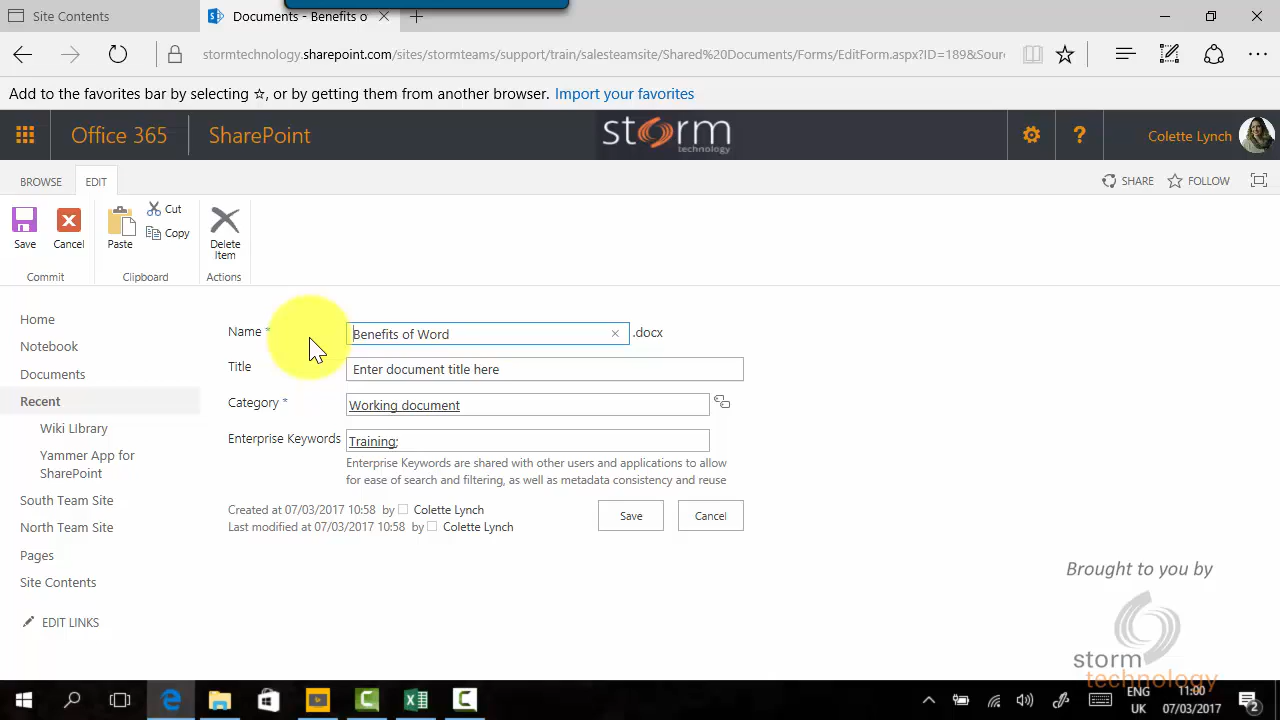 Site Contents
Documents - Benefits o
stormtechnology.sharepoint.com/sites/stormteams/support/train/salesteamsite/Shared%20Documents/Forms/EditForm.aspx?ID=189&Sour
Add to the favorites bar by selecting ☆, or by getting them from another browser. Import your favorites
Office 365
SharePoint
storm
technology
?
Colette Lynch
BROWSE
EDIT
SHARE
FOLLOW
Save
Cancel
Paste
Cut
Copy
Delete
Item
Commit
Clipboard
Actions
Home
Notebook
Documents
Recent
Wiki Library
Yammer App for
SharePoint
South Team Site
North Team Site
Pages
Site Contents
EDIT LINKS
Name *
Benefits of Word
.docx
Title
Enter document title here
Category *
Working document
Enterprise Keywords
Training;
Enterprise Keywords are shared with other users and applications to allow
for ease of search and filtering, as well as metadata consistency and reuse
Created at 07/03/2017 10:58 by Colette Lynch
Last modified at 07/03/2017 10:58 by Colette Lynch
Save
Cancel
Brought to you by
storm
technology
ENG
UK
11:00
07/03/2017
2